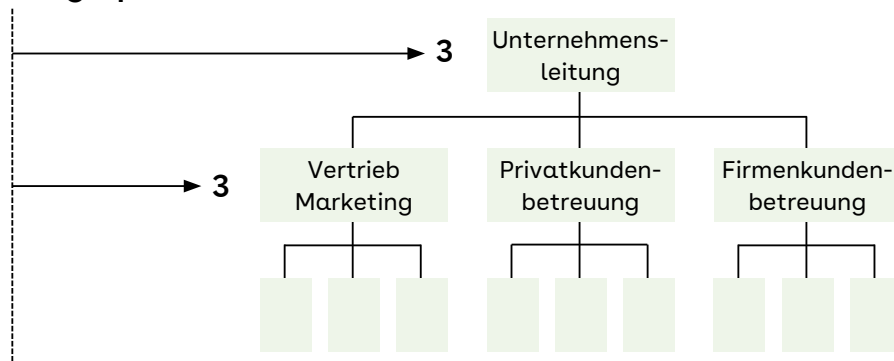 3
Unternehmens-
leitung
3
Vertrieb
Marketing
Privatkunden-
betreuung
Firmenkunden-
betreuung